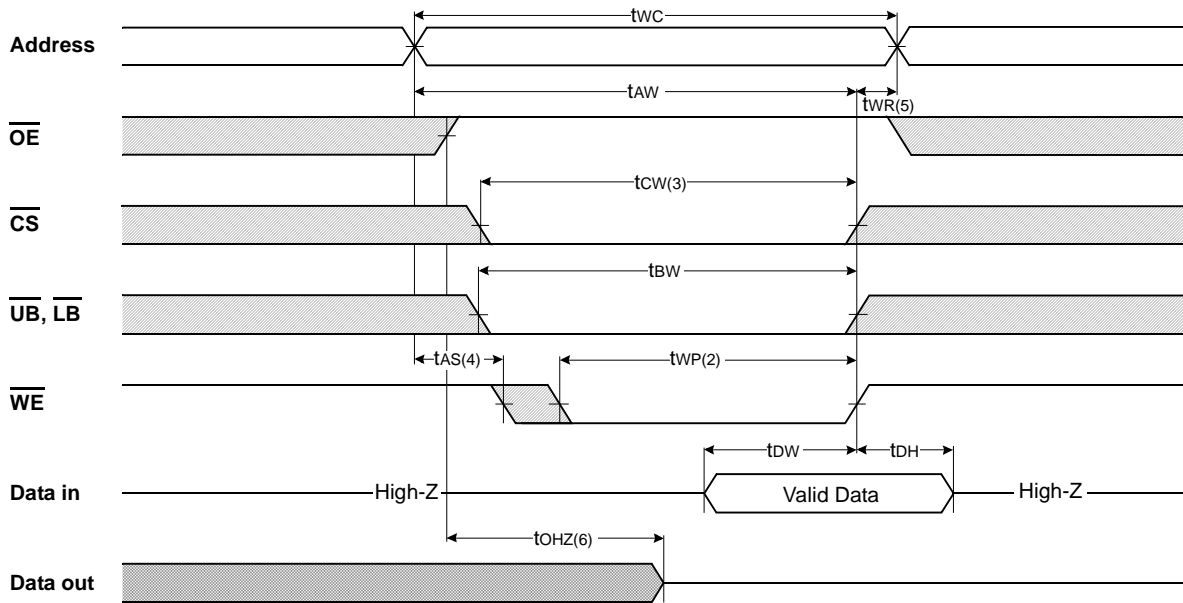 tWC
Address
tAW
tWR(5)
OE
tCW(3)
CS
tBW
UB, LB
tAS(4)
tWP(2)
WE
tDW
tDH
Data in
High-Z
Valid Data
High-Z
tOHZ(6)
Data out